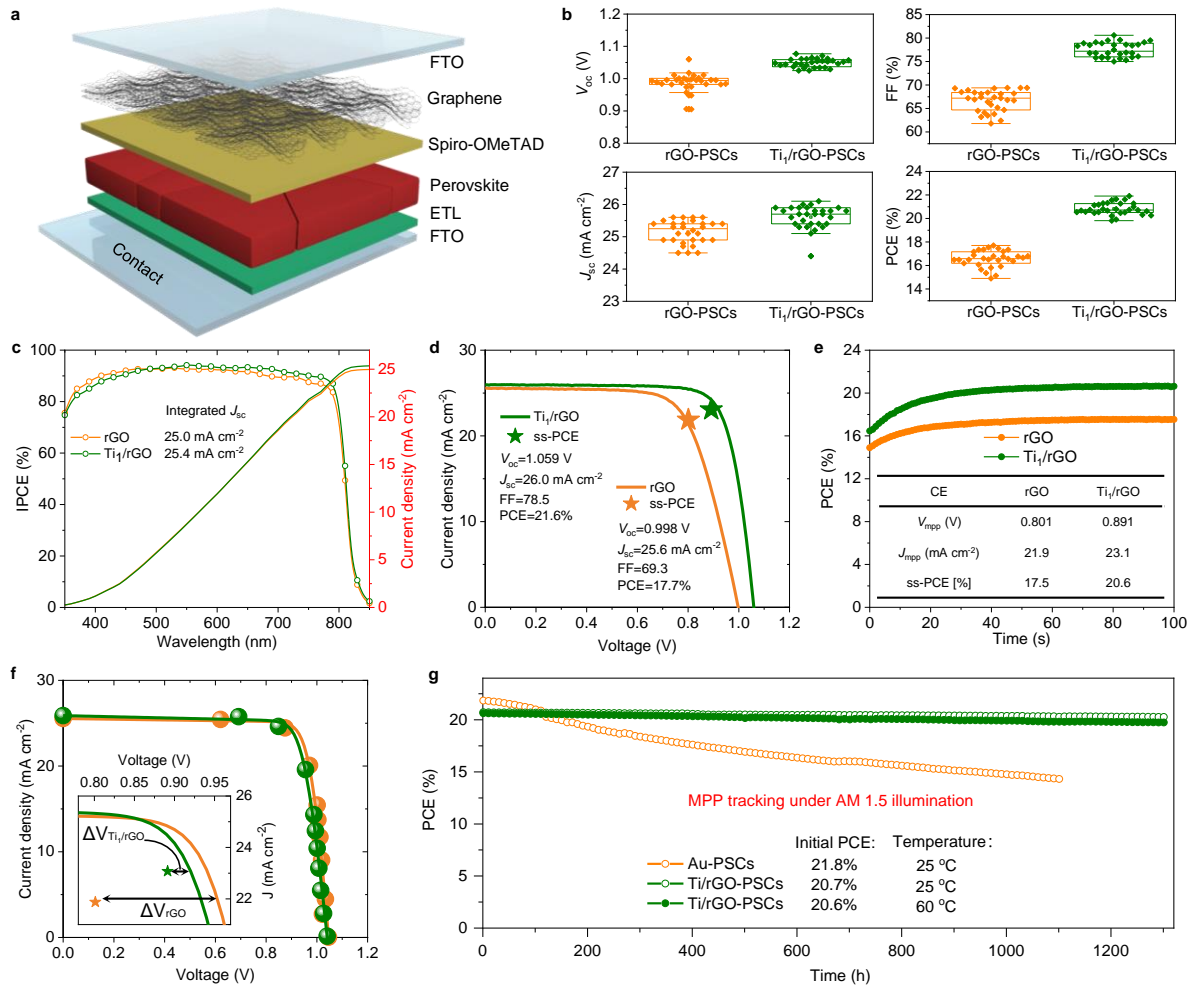 a
FTO
Graphene
Spiro-OMeTAD
Perovskite
ETL
FTO
Contact
b
1.2
1.1
1.0
0.9
0.8
Voc (V)
rGO-PSCs
Ti1/rGO-PSCs
85
80
75
70
65
60
FF (%)
rGO-PSCs
Ti1/rGO-PSCs
27
26
25
24
23
Jsc (mA cm-2)
rGO-PSCs
Ti1/rGO-PSCs
24
22
20
18
16
14
PCE (%)
rGO-PSCs
Ti1/rGO-PSCs
c
100
80
60
40
20
0
IPCE (%)
Integrated Jsc
rGO 25.0 mA cm-2
Ti1/rGO 25.4 mA cm-2
25
20
15
10
5
0
Current density (mA cm-2)
400 500 600 700 800
Wavelength (nm)
d
30
20
10
0
Current density (mA cm-2)
Ti1/rGO
ss-PCE
Voc=1.059 V
Jsc=26.0 mA cm-2
FF=78.5
PCE=21.6%
rGO
ss-PCE
Voc=0.998 V
Jsc=25.6 mA cm-2
FF=69.3
PCE=17.7%
0.0 0.2 0.4 0.6 0.8 1.0 1.2
Voltage (V)
e
24
20
16
12
8
4
0
PCE (%)
rGO
Ti1/rGO
CE rGO Ti1/rGO
Vmpp (V) 0.801 0.891
Jmpp (mA cm-2) 21.9 23.1
ss-PCE [%] 17.5 20.6
0 20 40 60 80 100
Time (s)
f
30
20
10
0
Current density (mA cm-2)
Voltage (V)
0.80 0.85 0.90 0.95
ΔVTi1/rGO
ΔVrGO
26
24
22
J (mA cm-2)
0.0 0.2 0.4 0.6 0.8 1.0 1.2
Voltage (V)
g
20
15
10
5
0
PCE (%)
MPP tracking under AM 1.5 illumination
Initial PCE: Temperature:
Au-PSCs 21.8% 25 oC
Ti/rGO-PSCs 20.7% 25 oC
Ti/rGO-PSCs 20.6% 60 oC
0 200 400 600 800 1000 1200
Time (h)